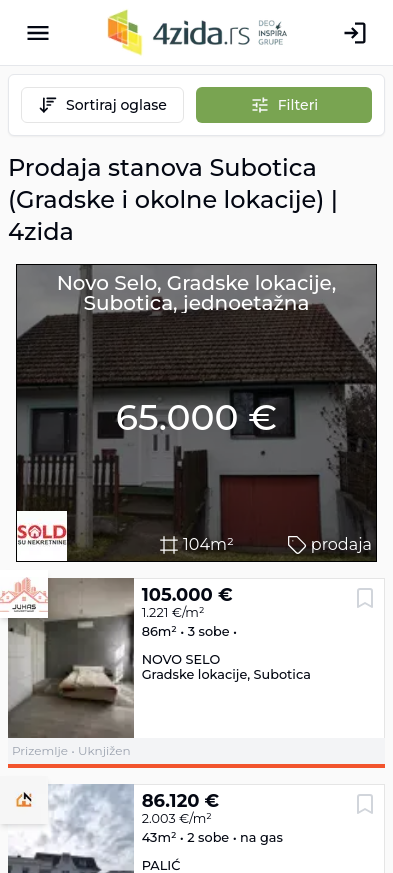 4zida.rs DEO INSPIRA GRUPE
Sortiraj oglase
Filteri
Prodaja stanova Subotica
(Gradske i okolne lokacije) |
4zida
Novo Selo, Gradske lokacije,
Subotica, jednoetažna
65.000 €
SOLD
SU NEKRETNINE
104m²
prodaja
JUHAS
105.000 €
1.221 €/m²
86m² • 3 sobe •
NOVO SELO
Gradske lokacije, Subotica
Prizemlje • Uknjižen
N
86.120 €
2.003 €/m²
43m² • 2 sobe • na gas
PALIĆ